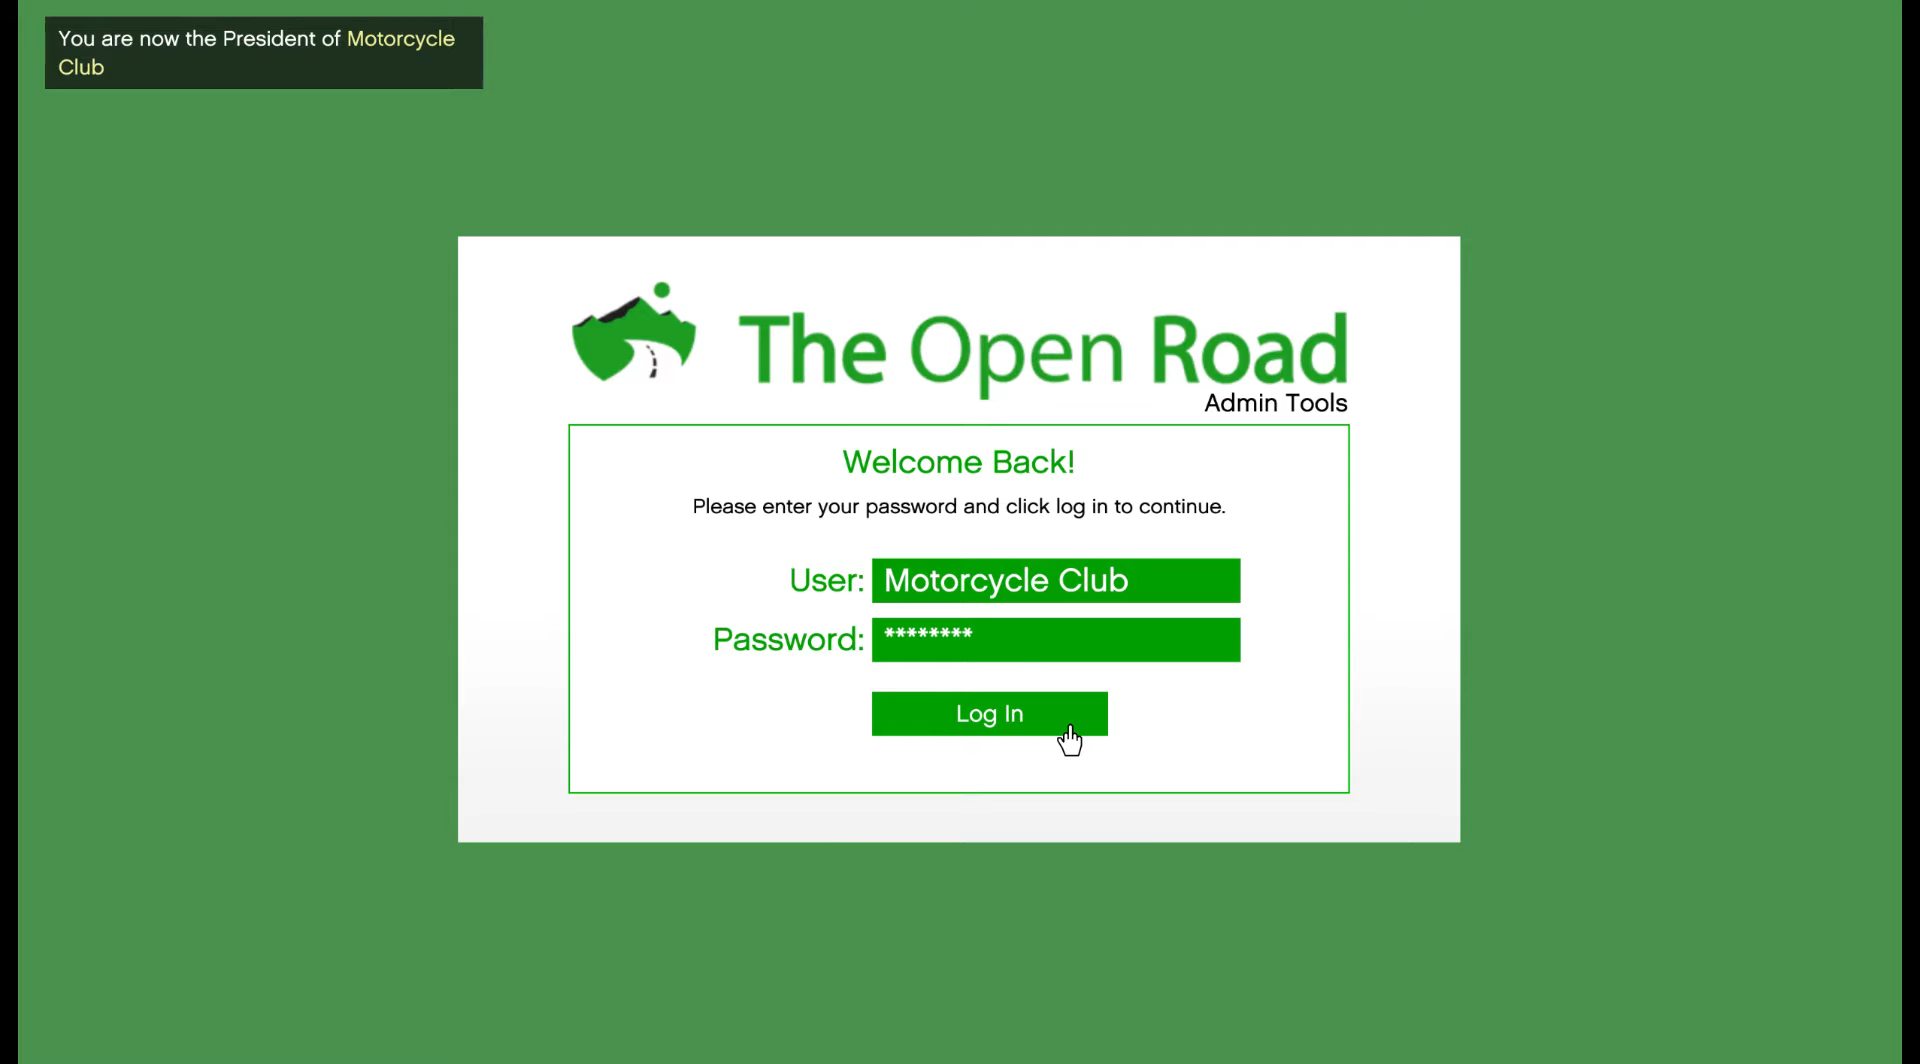 You are now the President of Motorcycle
Club
The Open Road
Admin Tools
Welcome Back!
Please enter your password and click log in to continue.
User: Motorcycle Club
Password: ********
Log In